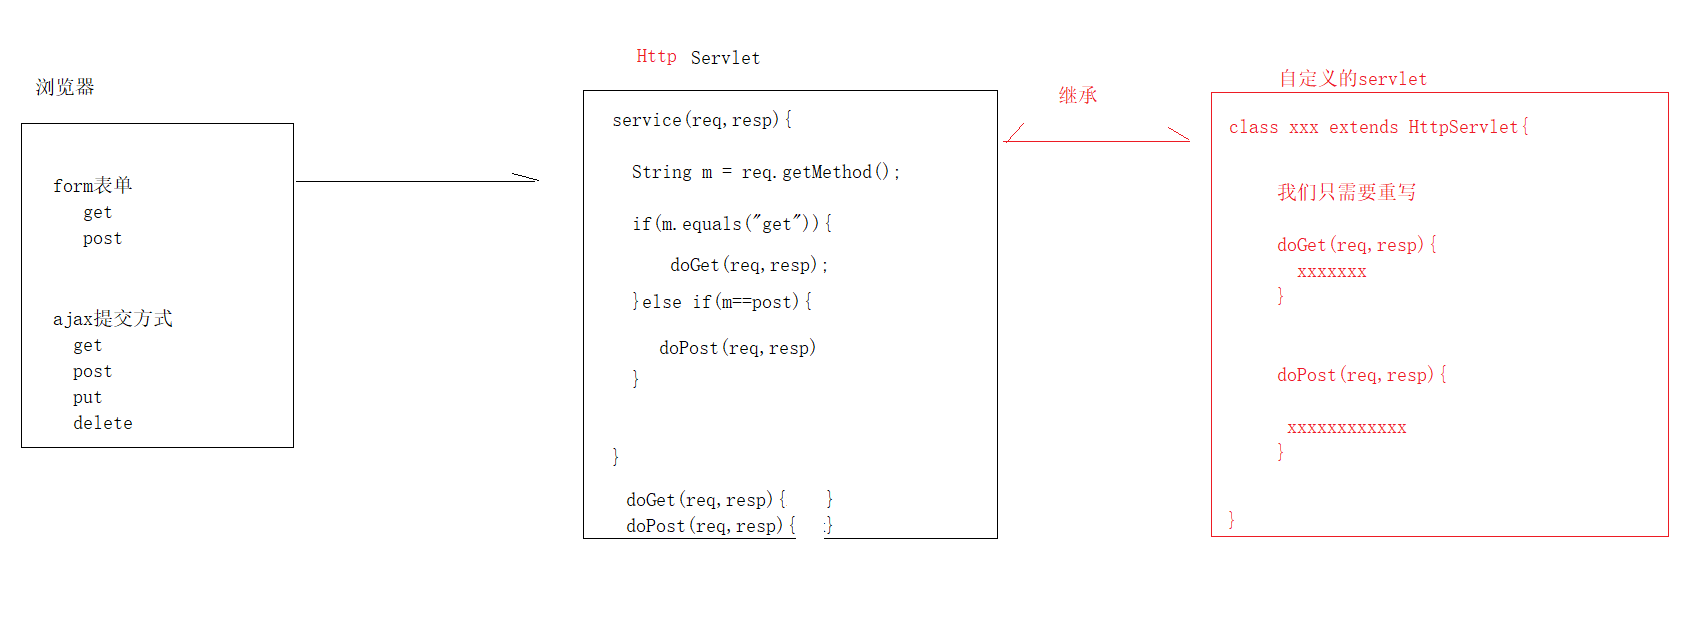 浏览器
form表单
get
post
ajax提交方式
get
post
put
delete
Http Servlet
service(req,resp){
String m = req.getMethod();
if(m.equals("get")){
doGet(req,resp);
}else if(m==post){
doPost(req,resp)
}
}
doGet(req,resp){ }
doPost(req,resp){ }
继承
自定义的servlet
class xxx extends HttpServlet{
我们只需要重写
doGet(req,resp){
xxxxxxx
}
doPost(req,resp){
xxxxxxxxxxxx
}
}